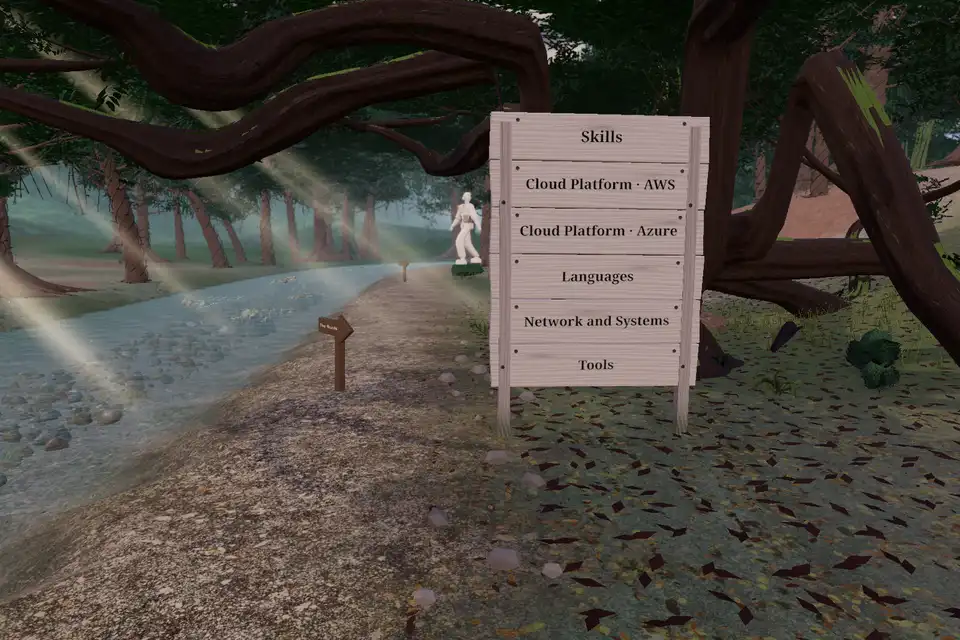 Skills
Cloud Platform · AWS
Cloud Platform · Azure
Languages
Network and Systems
Tools